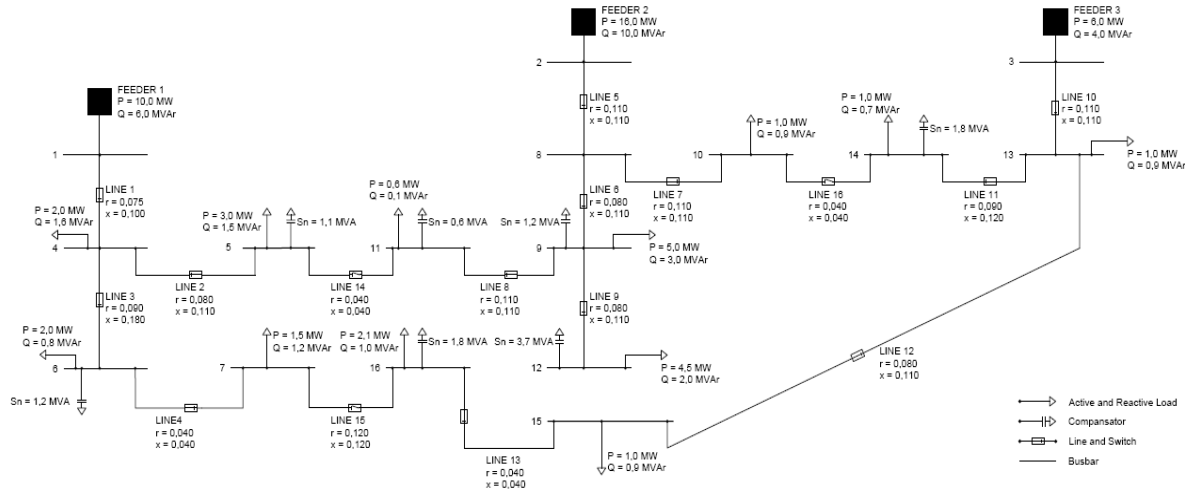 FEEDER 1
P = 10,0 MW
Q = 6,0 MVAr
FEEDER 2
P = 16,0 MW
Q = 10,0 MVAr
FEEDER 3
P = 6,0 MW
Q = 4,0 MVAr
1
2
3
LINE 1
r = 0,075
x = 0,100
LINE 5
r = 0,110
x = 0,110
LINE 10
r = 0,110
x = 0,110
8
10
14
13
P = 1,0 MW
Q = 0,9 MVAr
P = 1,0 MW
Q = 0,7 MVAr
Sn = 1,8 MVA
P = 1,0 MW
Q = 0,9 MVAr
LINE 7
r = 0,110
x = 0,110
LINE 16
r = 0,040
x = 0,040
LINE 11
r = 0,090
x = 0,120
LINE 6
r = 0,080
x = 0,110
P = 2,0 MW
Q = 1,6 MVAr
4
P = 3,0 MW
Q = 1,5 MVAr
Sn = 1,1 MVA
5
P = 0,6 MW
Q = 0,1 MVAr
Sn = 0,6 MVA
11
Sn = 1,2 MVA
9
P = 5,0 MW
Q = 3,0 MVAr
LINE 2
r = 0,080
x = 0,110
LINE 14
r = 0,040
x = 0,040
LINE 8
r = 0,110
x = 0,110
LINE 3
r = 0,090
x = 0,180
LINE 9
r = 0,080
x = 0,110
P = 2,0 MW
Q = 0,8 MVAr
6
Sn = 1,2 MVA
P = 1,5 MW
Q = 1,2 MVAr
7
P = 2,1 MW
Q = 1,0 MVAr
Sn = 1,8 MVA
16
Sn = 3,7 MVA
12
P = 4,5 MW
Q = 2,0 MVAr
LINE4
r = 0,040
x = 0,040
LINE 15
r = 0,120
x = 0,120
LINE 13
r = 0,040
x = 0,040
15
P = 1,0 MW
Q = 0,9 MVAr
LINE 12
r = 0,080
x = 0,110
Active and Reactive Load
Compansator
Line and Switch
Busbar